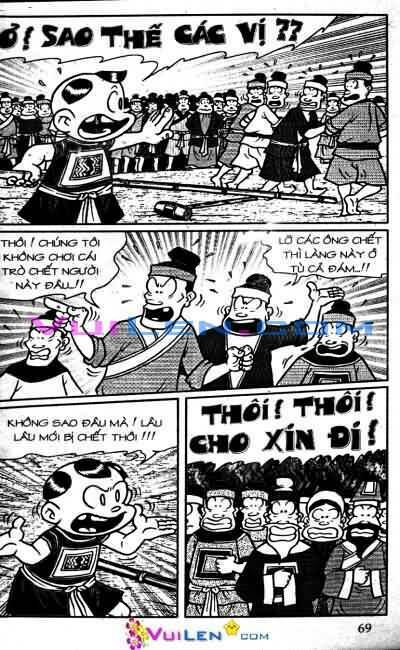 Ở! SAO THẾ CÁC VỊ??
THÔI! CHÚNG TÔI
KHÔNG CHƠI CÁI
TRÒ CHẾT NGƯỜI
NÀY ĐÂU...!!
LỠ CÁC ÔNG CHẾT
THÌ LÀNG NÀY Ở
TÙ CẢ ĐÁM...!!
VUILEN.COM
KHÔNG SAO ĐÂU MÀ! LÂU
LÂU MỚI BỊ CHẾT THÔI!!!
THÔI! THÔI!
CHO XÍN ĐI!
69
VUILEN.COM